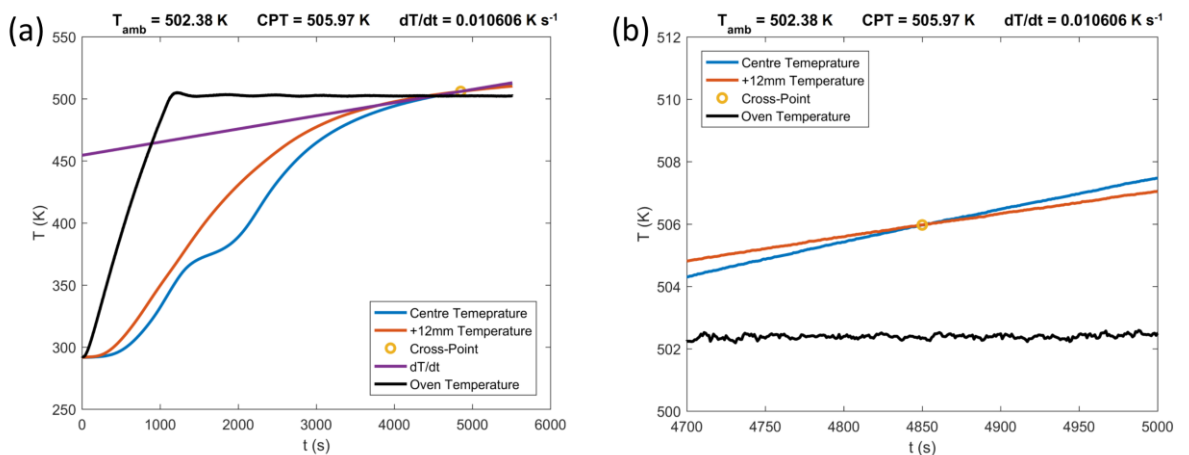 (a)
T_amb = 502.38 K CPT = 505.97 K dT/dt = 0.010606 K s⁻¹
550
500
450
400
350
300
250
T (K)
Centre Temeprature
+12mm Temperature
Cross-Point
dT/dt
Oven Temperature
0 1000 2000 3000 4000 5000 6000
t (s)
(b)
T_amb = 502.38 K CPT = 505.97 K dT/dt = 0.010606 K s⁻¹
512
510
508
506
504
502
500
T (K)
Centre Temeprature
+12mm Temperature
Cross-Point
Oven Temperature
4700 4750 4800 4850 4900 4950 5000
t (s)